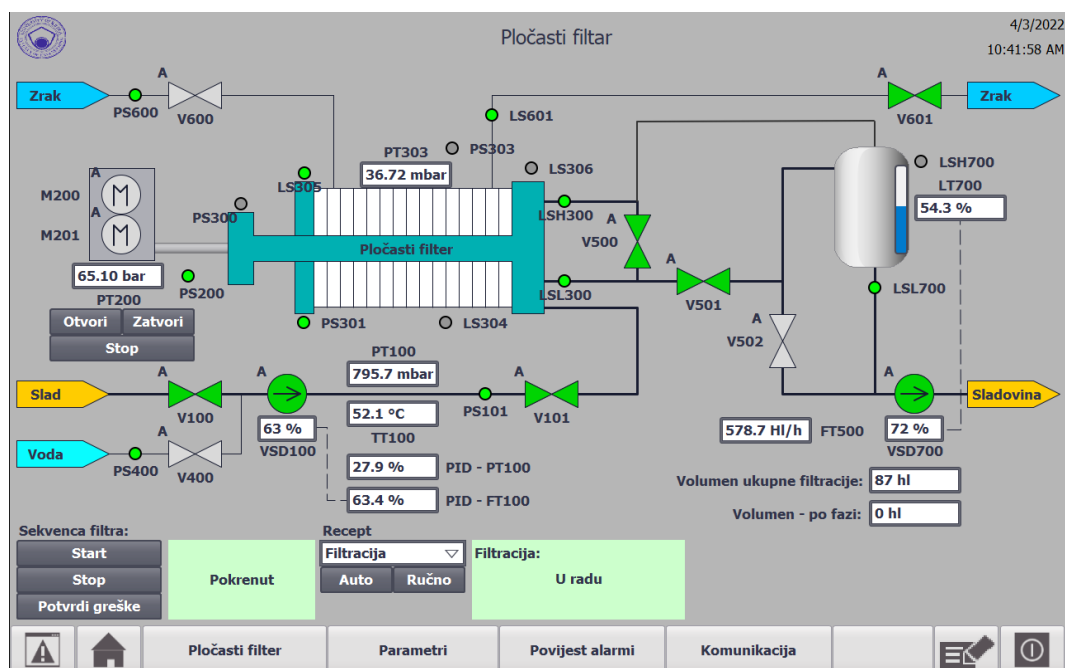 Pločasti filtar
4/3/2022
10:41:58 AM
A
Zrak
PS600
V600
LS601
A
V601
Zrak
PT303
PS303
36.72 mbar
LS306
LSH700
LT700
54.3 %
LS305
M200
A
M
M201
A
M
PS300
LSH300
A
V500
Pločasti filter
65.10 bar
PT200
PS200
LSL300
A
V501
LSL700
Otvori
Zatvori
Stop
PS301
LS304
A
V502
PT100
795.7 mbar
Slad
A
V100
A
63 %
VSD100
52.1 °C
TT100
PS101
A
V101
A
Sladovina
578.7 Hl/h
FT500
72 %
VSD700
Voda
PS400
A
V400
27.9 %
PID - PT100
63.4 %
PID - FT100
Volumen ukupne filtracije:
87 hl
Volumen - po fazi:
0 hl
Sekvenca filtra:
Start
Stop
Potvrdi greške
Pokrenut
Recept
Filtracija
Auto
Ručno
Filtracija:
U radu
Pločasti filter
Parametri
Povijest alarmi
Komunikacija